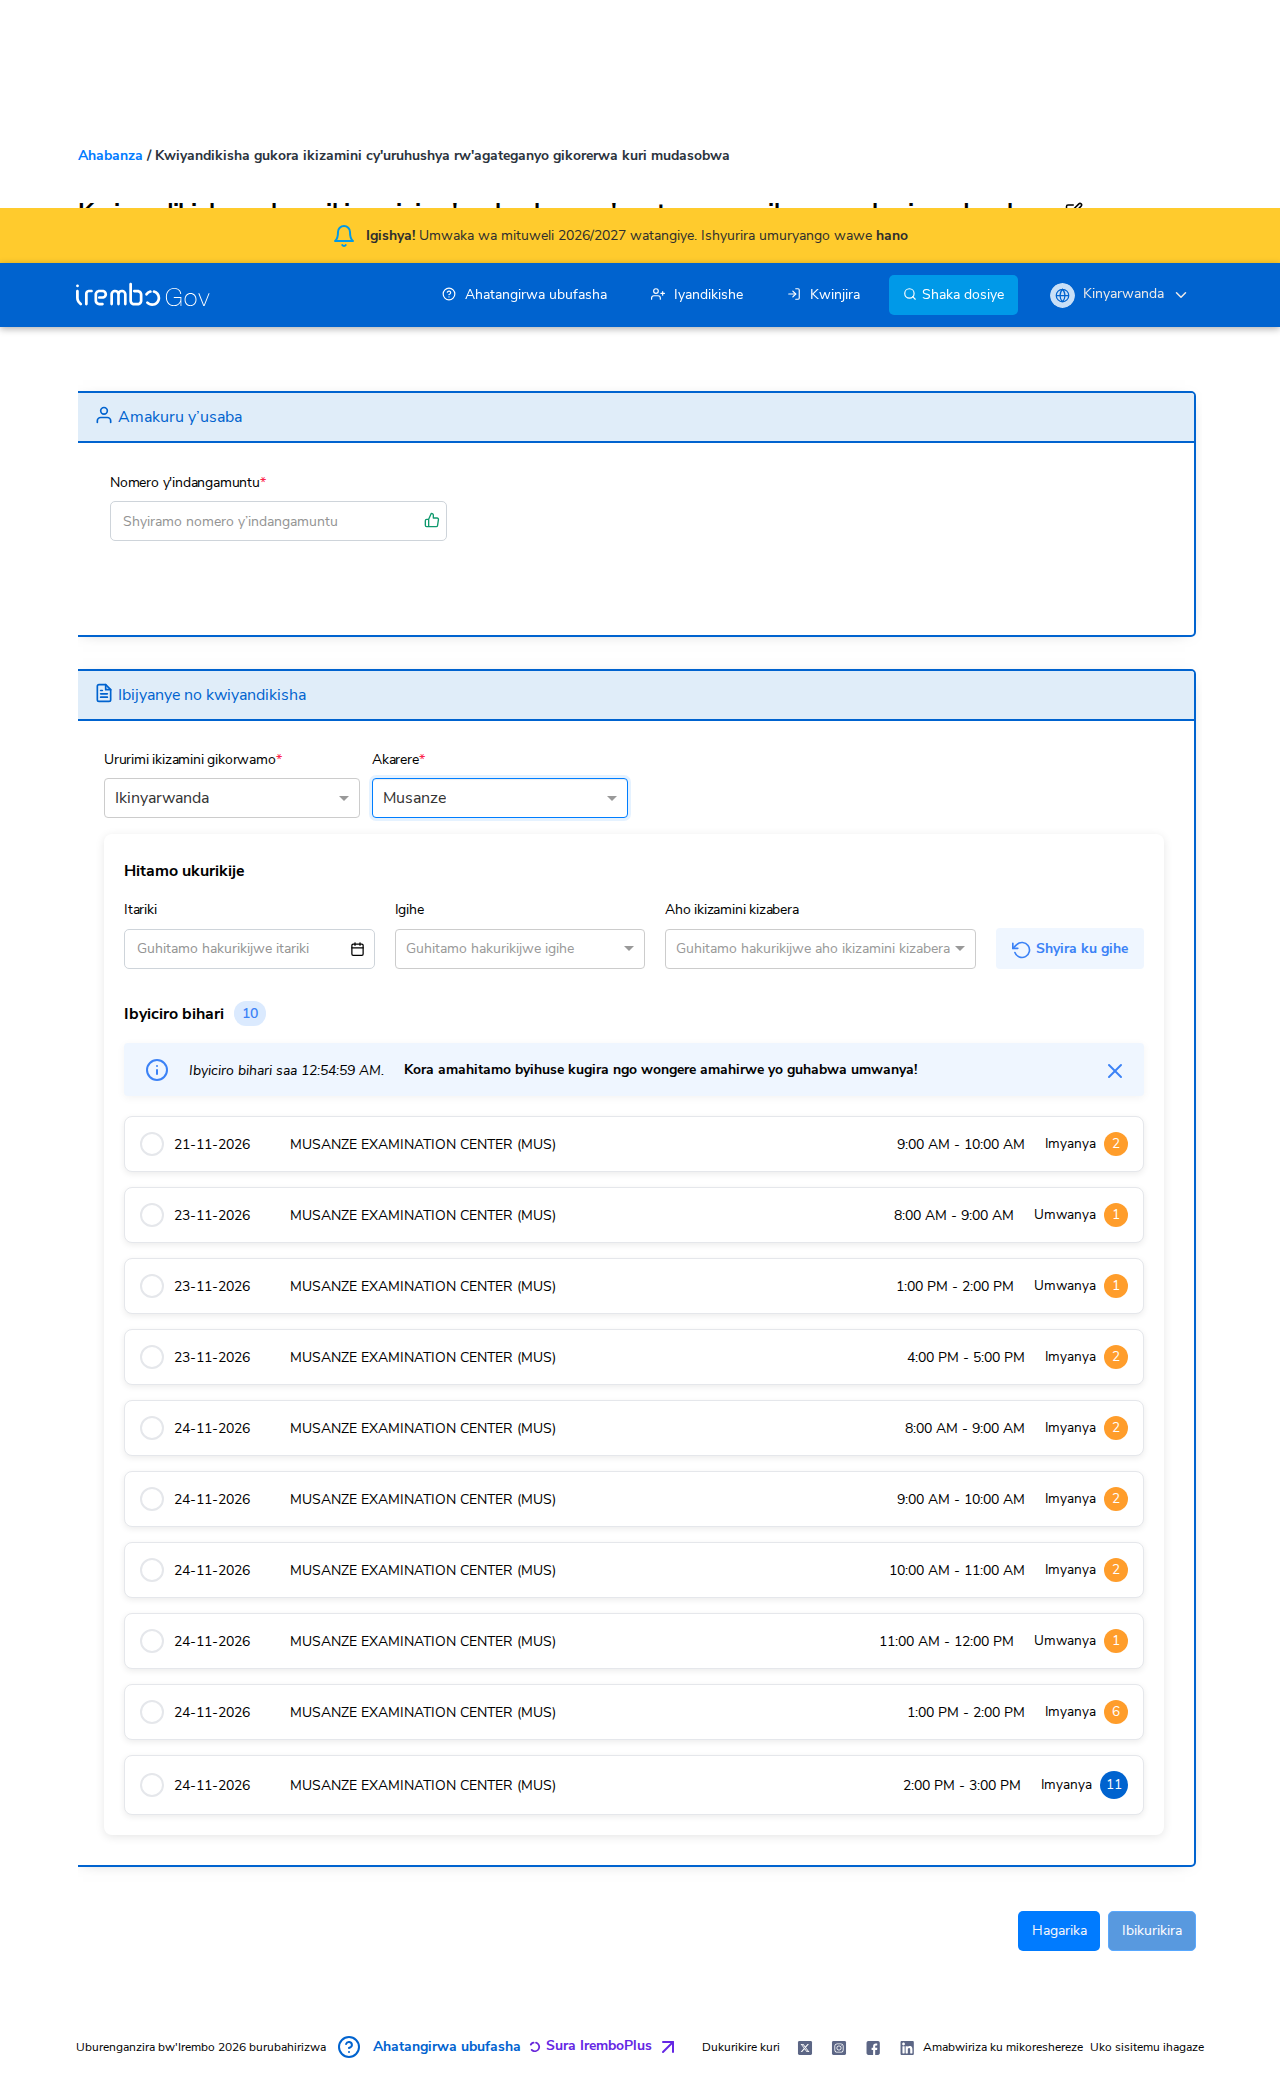 Ahabanza / Kwiyandikisha gukora ikizamini cy'uruhushya rw'agateganyo gikorerwa kuri mudasobwa
Igishya! Umwaka wa mituweli 2026/2027 watangiye. Ishyurira umuryango wawe hano
irembo Gov
Ahatangirwa ubufasha
Iyandikishe
Kwinjira
Shaka dosiye
Kinyarwanda
Amakuru y'usaba
Nomero y'indangamuntu*
Shyiramo nomero y'indangamuntu
Ibijyanye no kwiyandikisha
Ururimi ikizamini gikorwamo* Akarere*
Ikinyarwanda Musanze
Hitamo ukurikije
Itariki Igihe Aho ikizamini kizabera
Guhitamo hakurikijwe itariki Guhitamo hakurikijwe igihe Guhitamo hakurikijwe aho ikizamini kizabera Shyira ku gihe
Ibyiciro bihari 10
Ibyiciro bihari saa 12:54:59 AM. Kora amahitamo byihuse kugira ngo wongere amahirwe yo guhabwa umwanya!
21-11-2026 MUSANZE EXAMINATION CENTER (MUS) 9:00 AM - 10:00 AM Imyanya 2
23-11-2026 MUSANZE EXAMINATION CENTER (MUS) 8:00 AM - 9:00 AM Umwanya 1
23-11-2026 MUSANZE EXAMINATION CENTER (MUS) 1:00 PM - 2:00 PM Umwanya 1
23-11-2026 MUSANZE EXAMINATION CENTER (MUS) 4:00 PM - 5:00 PM Imyanya 2
24-11-2026 MUSANZE EXAMINATION CENTER (MUS) 8:00 AM - 9:00 AM Imyanya 2
24-11-2026 MUSANZE EXAMINATION CENTER (MUS) 9:00 AM - 10:00 AM Imyanya 2
24-11-2026 MUSANZE EXAMINATION CENTER (MUS) 10:00 AM - 11:00 AM Imyanya 2
24-11-2026 MUSANZE EXAMINATION CENTER (MUS) 11:00 AM - 12:00 PM Umwanya 1
24-11-2026 MUSANZE EXAMINATION CENTER (MUS) 1:00 PM - 2:00 PM Imyanya 6
24-11-2026 MUSANZE EXAMINATION CENTER (MUS) 2:00 PM - 3:00 PM Imyanya 11
Hagarika Ibikurikira
Uburenganzira bw'Irembo 2026 burubahirizwa Ahatangirwa ubufasha Sura IremboPlus Dukurikire kuri Amabwiriza ku mikoreshereze Uko sisitemu ihagaze